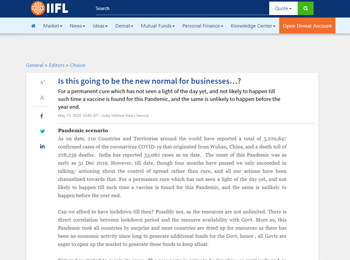 IIFL
Search
Quote
Market
News
Ideas
Demat
Mutual Funds
Personal Finance
Knowledge Center
Open Demat Account
General » Editors » Choice
A+
A-
Is this going to be the new normal for businesses…?
For a permanent cure which has not seen a light of day yet, and not likely to happen till
such time a vaccine is found for this Pandemic, and the same is unlikely to happen before the
year end.
May 15, 2020 IST | India Infoline News Service
Pandemic scenario
As on date, 210 Countries and Territories around the world have reported a total of
confirmed cases of the coronavirus COVID-19 that originated from Wuhan, China, and a death toll of
deaths. India has reported cases as on date. The onset of this Pandemic was as
early as 31 Dec 2019. However, till date, though four months have passed we only succeeded in
talking/ actioning about the control of spread rather than cure, and all our actions have been
channelised towards that. For a permanent cure which has not seen a light of the day yet, and not
likely to happen till such time a vaccine is found for this Pandemic, and the same is unlikely to
happen before the year end.
Can we afford to have lockdown till then? Possibly not, as the resources are not unlimited. There is
direct correlation between lockdown period and the resource availability with Govt. More so, this
Pandemic took all countries by surprise and most countries are dried up for resources as there has
been no economic activity since long to generate additional funds for the Govt, hence , all Govts are
eager to open up the market to generate these funds to keep afloat.